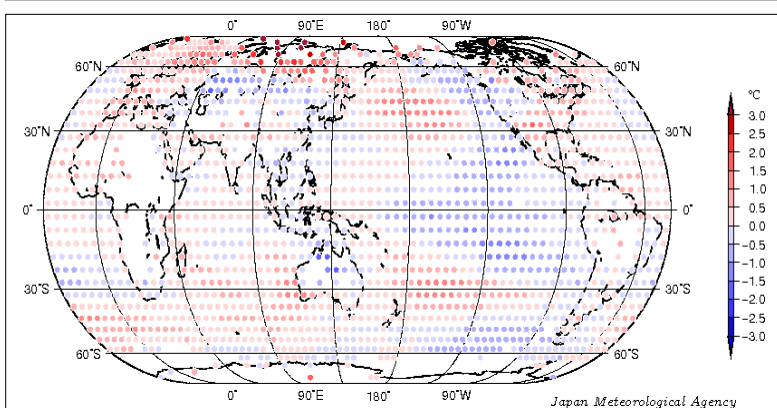 0° 90°E 180° 90°W
60°N 60°N
°C
3.0
2.5
30°N 30°N
2.0
1.5
1.0
0.5
0° 0°
0.0
−0.5
−1.0
−1.5
30°S 30°S
−2.0
−2.5
−3.0
60°S 60°S
0° 90°E 180° 90°W
Japan Meteorological Agency